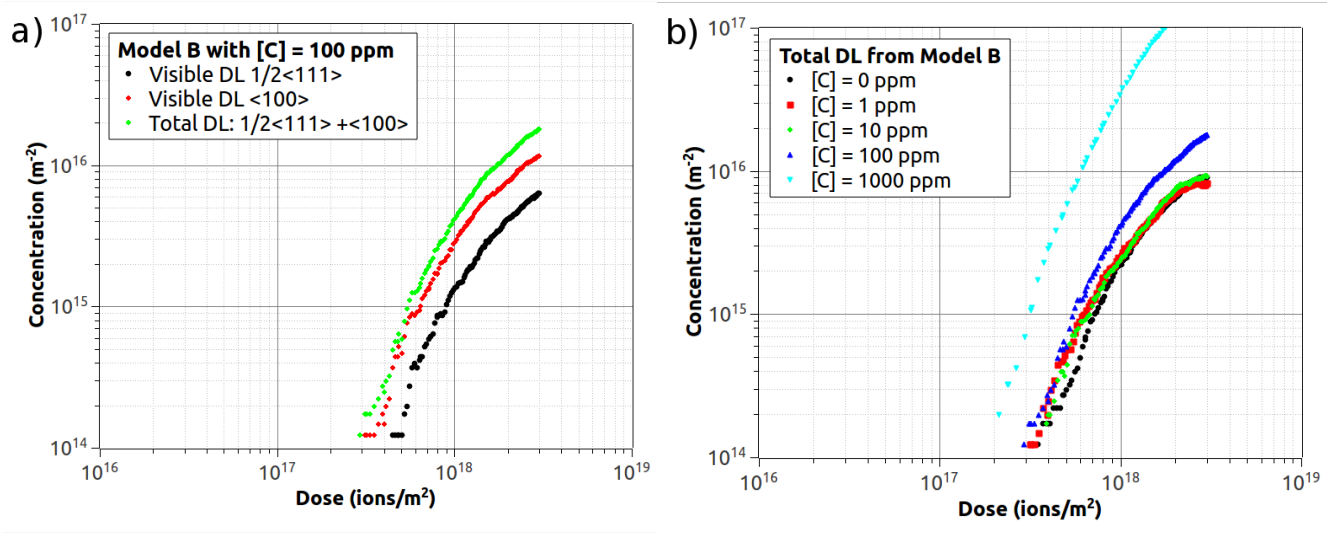 a)
Model B with [C] = 100 ppm
Visible DL 1/2<111>
Visible DL <100>
Total DL: 1/2<111> +<100>
10^17
10^16
10^15
10^14
Concentration (m^-2)
10^16
10^17
10^18
10^19
Dose (ions/m^2)
b)
Total DL from Model B
[C] = 0 ppm
[C] = 1 ppm
[C] = 10 ppm
[C] = 100 ppm
[C] = 1000 ppm
10^17
10^16
10^15
10^14
Concentration (m^-2)
10^16
10^17
10^18
10^19
Dose (ions/m^2)